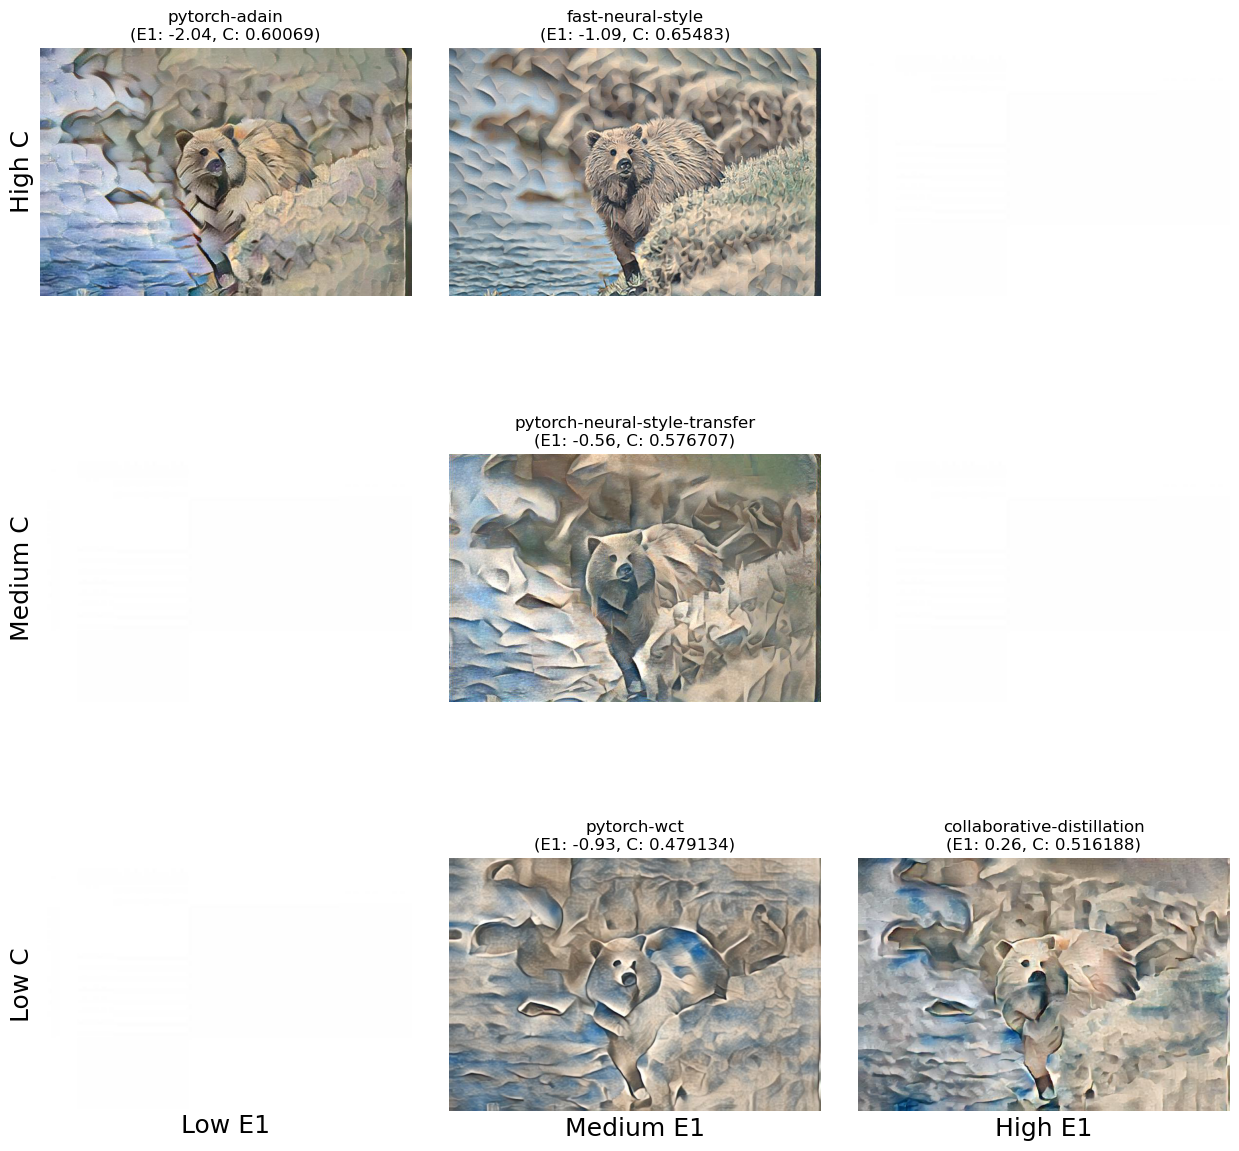 pytorch-adain
(E1: -2.04, C: 0.60069)
fast-neural-style
(E1: -1.09, C: 0.65483)
High C
pytorch-neural-style-transfer
(E1: -0.56, C: 0.576707)
Medium C
pytorch-wct
(E1: -0.93, C: 0.479134)
collaborative-distillation
(E1: 0.26, C: 0.516188)
Low C
Low E1
Medium E1
High E1